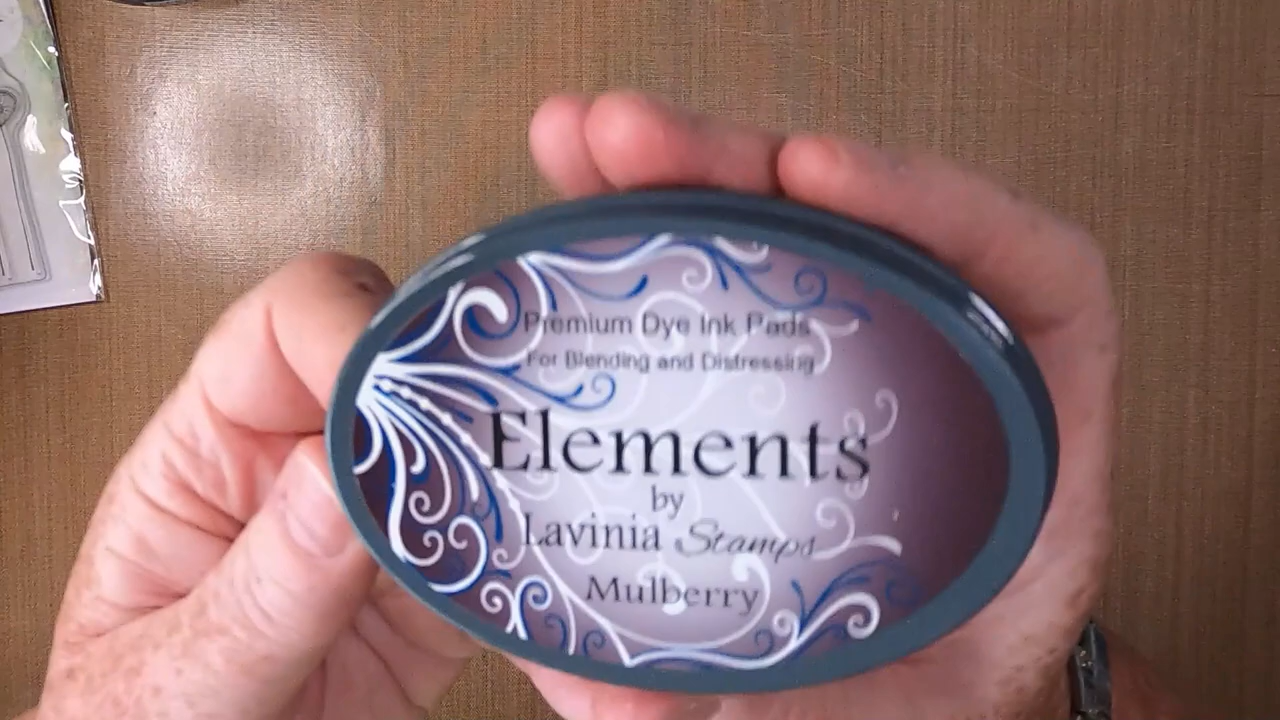 Premium Dye Ink Pads
For Blending and Distressing
Elements
by
Lavinia Stamps
Mulberry